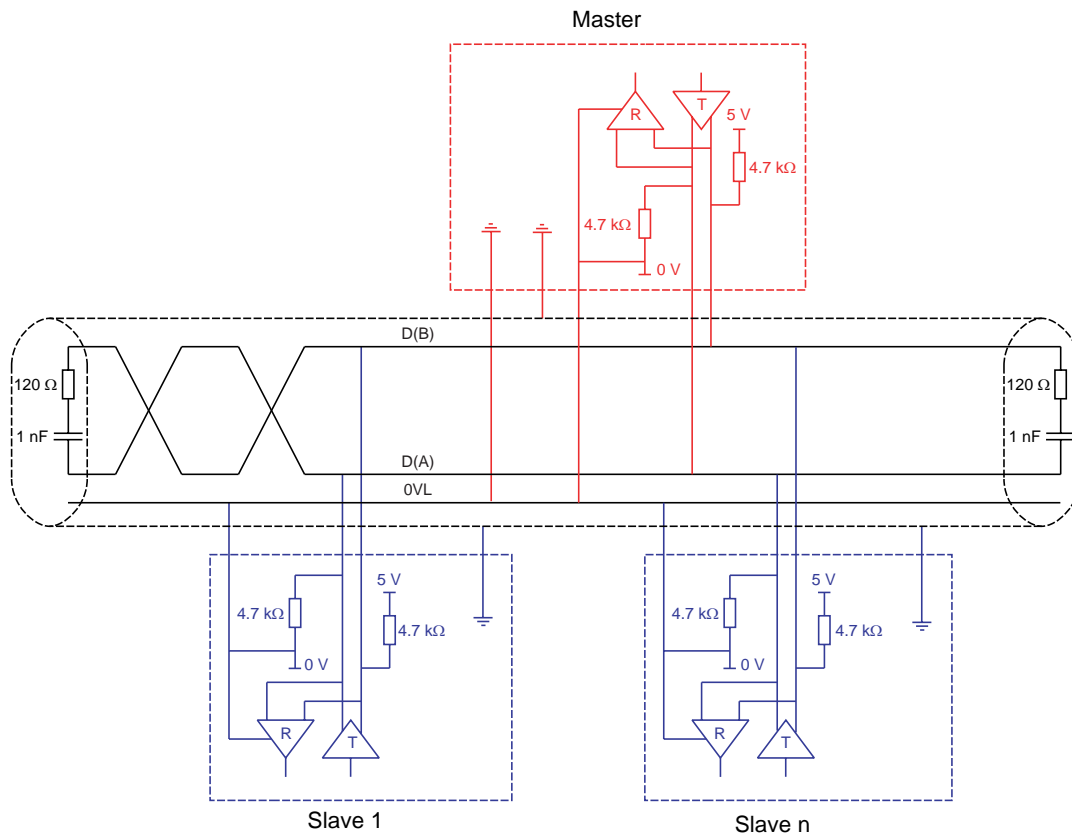 Master
R
T
5 V
4.7 kΩ
4.7 kΩ
0 V
D(B)
120 Ω
1 nF
120 Ω
1 nF
D(A)
0VL
5 V
4.7 kΩ
4.7 kΩ
0 V
R
T
5 V
4.7 kΩ
4.7 kΩ
0 V
R
T
Slave 1
Slave n